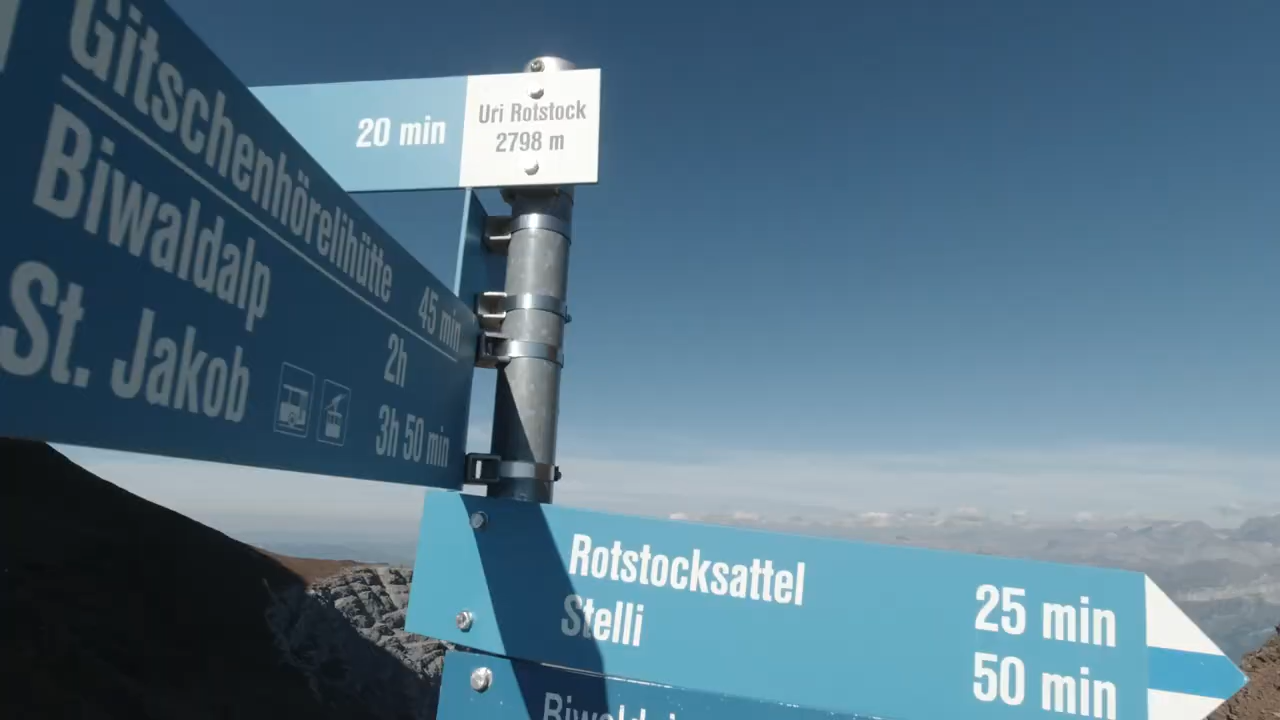 20 min
Uri Rotstock
2798 m
Gitschenhörelihütte 45 min
Biwaldalp 2h
St. Jakob 3h 50 min
Rotstocksattel 25 min
Stelli 50 min